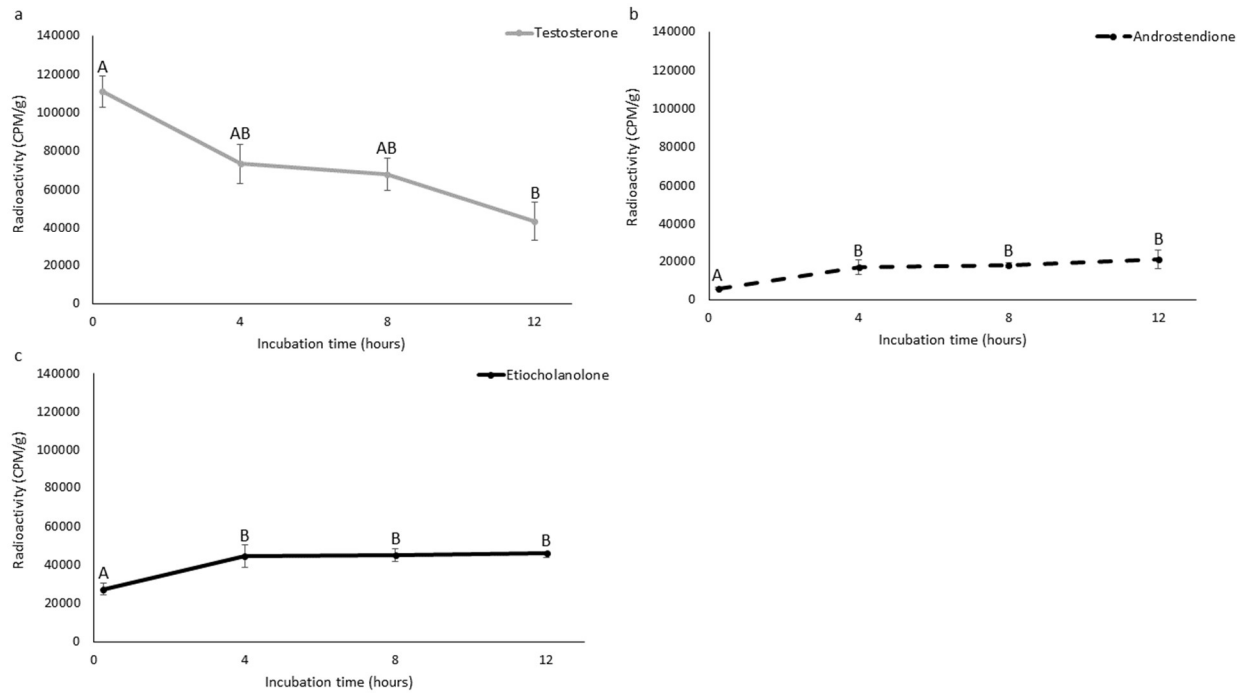 a
Testosterone
Radioactivity (CPM/g)
140000
120000
100000
80000
60000
40000
20000
0
A
AB
AB
B
0 4 8 12
Incubation time (hours)
b
Androstendione
Radioactivity (CPM/g)
140000
120000
100000
80000
60000
40000
20000
0
A
B
B
B
0 4 8 12
Incubation time (hours)
c
Etiocholanolone
Radioactivity (CPM/g)
140000
120000
100000
80000
60000
40000
20000
0
A
B
B
B
0 4 8 12
Incubation time (hours)